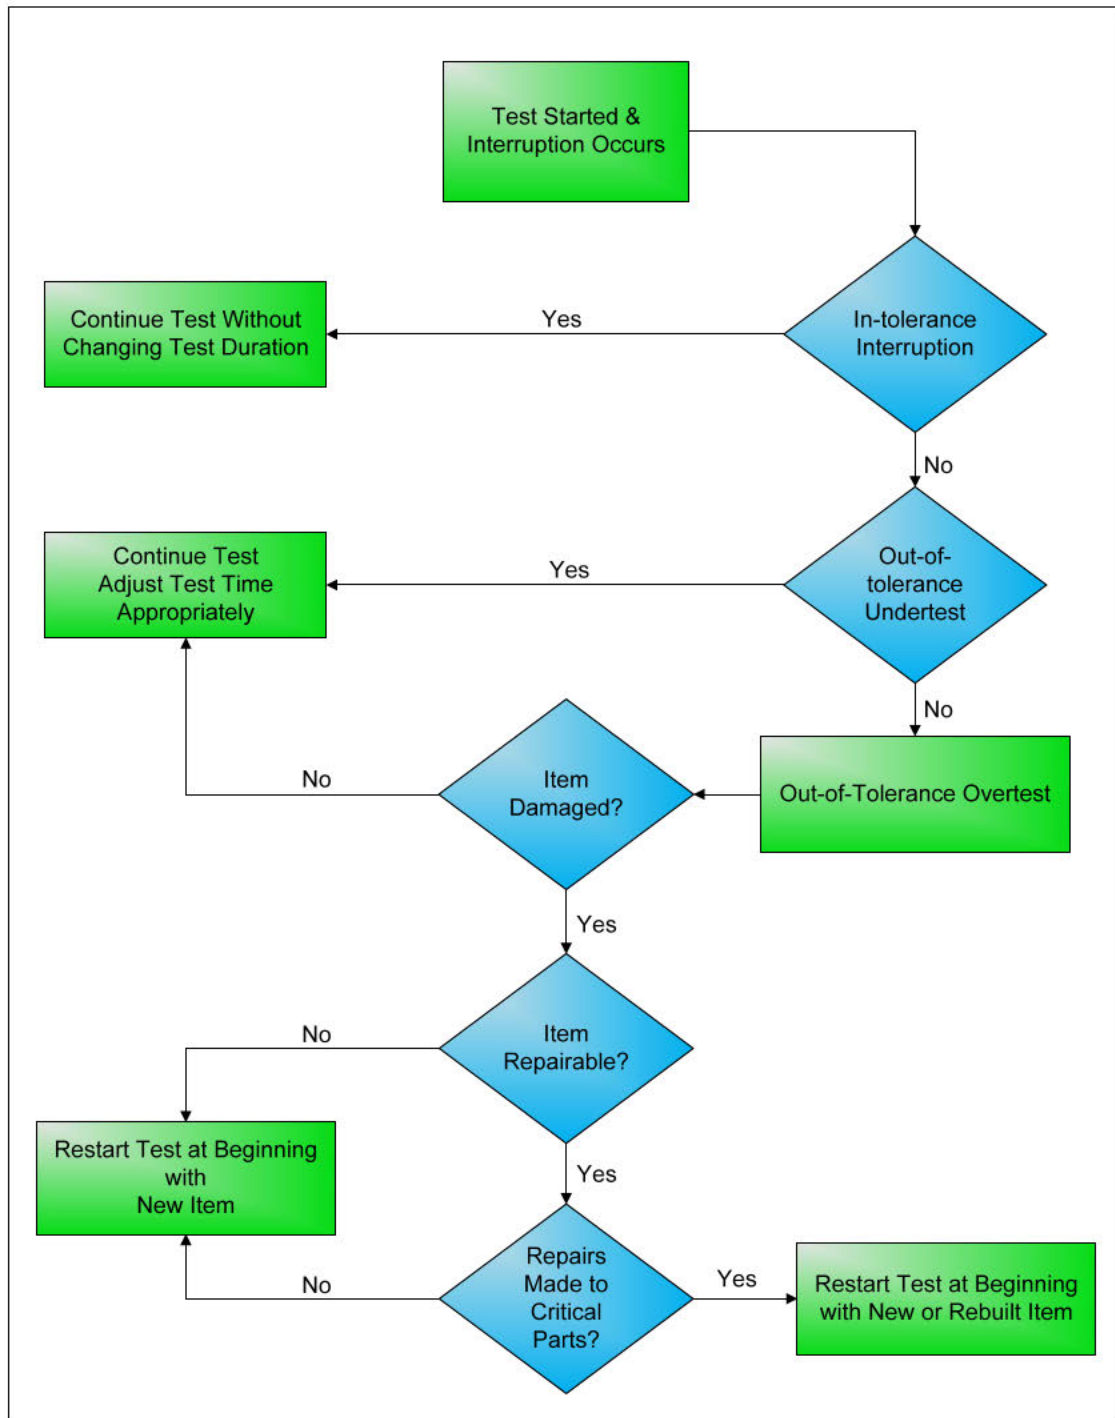 Test Started &
Interruption Occurs
In-tolerance
Interruption
Yes
Continue Test Without
Changing Test Duration
No
Out-of-
tolerance
Undertest
Yes
Continue Test
Adjust Test Time
Appropriately
No
Out-of-Tolerance Overtest
Item
Damaged?
No
Yes
Item
Repairable?
No
Restart Test at Beginning
with
New Item
Yes
Repairs
Made to
Critical
Parts?
No
Yes
Restart Test at Beginning
with New or Rebuilt Item